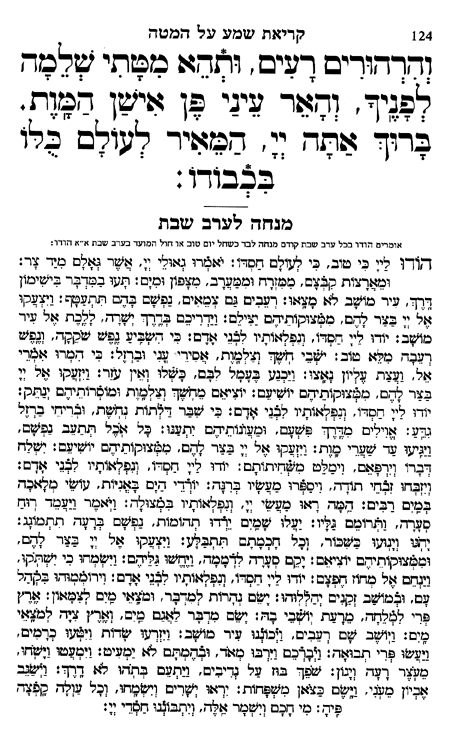 קריאת שמע על המטה 124
וְהִרְהוּרִים רָעִים, וּתְהֵא מִטָּתִי שְׁלֵמָה
לְפָנֶיךָ, וְהָאֵר עֵינַי פֶּן אִישַׁן הַמָּוֶת.
בָּרוּךְ אַתָּה יְיָ, הַמֵּאִיר לְעוֹלָם כֻּלּוֹ
בִּכְבוֹדוֹ:
מנחה לערב שבת
אומרים הודו בכל ערב שבת קודם מנחה לבד כשחל יום טוב או חול המועד בערב שבת א״א הודו:
הוֹדוּ לַייָ כִּי טוֹב, כִּי לְעוֹלָם חַסְדּוֹ: יֹאמְרוּ גְּאוּלֵי יְיָ, אֲשֶׁר גְּאָלָם מִיַּד צָר:
וּמֵאֲרָצוֹת קִבְּצָם, מִמִּזְרָח וּמִמַּעֲרָב, מִצָּפוֹן וּמִיָּם: תָּעוּ בַמִּדְבָּר בִּישִׁימוֹן
דָּרֶךְ, עִיר מוֹשָׁב לֹא מָצָאוּ: רְעֵבִים גַּם צְמֵאִים, נַפְשָׁם בָּהֶם תִּתְעַטָּף: וַיִּצְעֲקוּ
אֶל יְיָ בַּצַּר לָהֶם, מִמְּצוּקוֹתֵיהֶם יַצִּילֵם: וַיַּדְרִיכֵם בְּדֶרֶךְ יְשָׁרָה, לָלֶכֶת אֶל עִיר
מוֹשָׁב: יוֹדוּ לַייָ חַסְדּוֹ, וְנִפְלְאוֹתָיו לִבְנֵי אָדָם: כִּי הִשְׂבִּיעַ נֶפֶשׁ שֹׁקֵקָה, וְנֶפֶשׁ
רְעֵבָה מִלֵּא טוֹב: יֹשְׁבֵי חֹשֶׁךְ וְצַלְמָוֶת, אֲסִירֵי עֳנִי וּבַרְזֶל: כִּי הִמְרוּ אִמְרֵי
אֵל, וַעֲצַת עֶלְיוֹן נָאָצוּ: וַיַּכְנַע בֶּעָמָל לִבָּם, כָּשְׁלוּ וְאֵין עֹזֵר: וַיִּזְעֲקוּ אֶל יְיָ
בַּצַּר לָהֶם, מִמְּצוּקוֹתֵיהֶם יוֹשִׁיעֵם: יוֹצִיאֵם מֵחֹשֶׁךְ וְצַלְמָוֶת וּמוֹסְרוֹתֵיהֶם יְנַתֵּק:
יוֹדוּ לַייָ חַסְדּוֹ, וְנִפְלְאוֹתָיו לִבְנֵי אָדָם: כִּי שִׁבַּר דַּלְתוֹת נְחֹשֶׁת, וּבְרִיחֵי בַרְזֶל
גִּדֵּעַ: אֱוִילִים מִדֶּרֶךְ פִּשְׁעָם, וּמֵעֲוֹנוֹתֵיהֶם יִתְעַנּוּ: כָּל אֹכֶל תְּתַעֵב נַפְשָׁם,
וַיַּגִּיעוּ עַד שַׁעֲרֵי מָוֶת: וַיִּזְעֲקוּ אֶל יְיָ בַּצַּר לָהֶם, מִמְּצוּקוֹתֵיהֶם יוֹשִׁיעֵם: יִשְׁלַח
דְּבָרוֹ וְיִרְפָּאֵם, וִימַלֵּט מִשְּׁחִיתוֹתָם: יוֹדוּ לַייָ חַסְדּוֹ, וְנִפְלְאוֹתָיו לִבְנֵי אָדָם:
וְיִזְבְּחוּ זִבְחֵי תוֹדָה, וִיסַפְּרוּ מַעֲשָׂיו בְּרִנָּה: יוֹרְדֵי הַיָּם בָּאֳנִיּוֹת, עוֹשֵׂי מְלָאכָה
בְּמַיִם רַבִּים: הֵמָּה רָאוּ מַעֲשֵׂי יְיָ, וְנִפְלְאוֹתָיו בִּמְצוּלָה: וַיֹּאמֶר וַיַּעֲמֵד רוּחַ
סְעָרָה, וַתְּרוֹמֵם גַּלָּיו: יַעֲלוּ שָׁמַיִם יֵרְדוּ תְהוֹמוֹת, נַפְשָׁם בְּרָעָה תִתְמוֹגָג:
יָחוֹגּוּ וְיָנוּעוּ כַּשִּׁכּוֹר, וְכָל חָכְמָתָם תִּתְבַּלָּע: וַיִּצְעֲקוּ אֶל יְיָ בַּצַּר לָהֶם,
וּמִמְּצוּקוֹתֵיהֶם יוֹצִיאֵם: יָקֵם סְעָרָה לִדְמָמָה, וַיֶּחֱשׁוּ גַּלֵּיהֶם: וַיִּשְׂמְחוּ כִי יִשְׁתֹּקוּ,
וַיַּנְחֵם אֶל מְחוֹז חֶפְצָם: יוֹדוּ לַייָ חַסְדּוֹ, וְנִפְלְאוֹתָיו לִבְנֵי אָדָם: וִירוֹמְמוּהוּ בִּקְהַל
עָם, וּבְמוֹשַׁב זְקֵנִים יְהַלְלוּהוּ: יָשֵׂם נְהָרוֹת לְמִדְבָּר, וּמֹצָאֵי מַיִם לְצִמָּאוֹן: אֶרֶץ
פְּרִי לִמְלֵחָה, מֵרָעַת יוֹשְׁבֵי בָהּ: יָשֵׂם מִדְבָּר לַאֲגַם מַיִם, וְאֶרֶץ צִיָּה לְמֹצָאֵי
מָיִם: וַיּוֹשֶׁב שָׁם רְעֵבִים, וַיְכוֹנְנוּ עִיר מוֹשָׁב: וַיִּזְרְעוּ שָׂדוֹת וַיִּטְּעוּ כְרָמִים,
וַיַּעֲשׂוּ פְּרִי תְבוּאָה: וַיְבָרְכֵם וַיִּרְבּוּ מְאֹד, וּבְהֶמְתָּם לֹא יַמְעִיט: וַיִּמְעֲטוּ וַיָּשֹׁחוּ,
מֵעֹצֶר רָעָה וְיָגוֹן: שֹׁפֵךְ בּוּז עַל נְדִיבִים, וַיַּתְעֵם בְּתֹהוּ לֹא דָרֶךְ: וַיְשַׂגֵּב
אֶבְיוֹן מֵעוֹנִי, וַיָּשֶׂם כַּצֹּאן מִשְׁפָּחוֹת: יִרְאוּ יְשָׁרִים וְיִשְׂמָחוּ, וְכָל עַוְלָה קָפְצָה
פִּיהָ: מִי חָכָם וְיִשְׁמָר אֵלֶּה, וְיִתְבּוֹנְנוּ חַסְדֵי יְיָ: